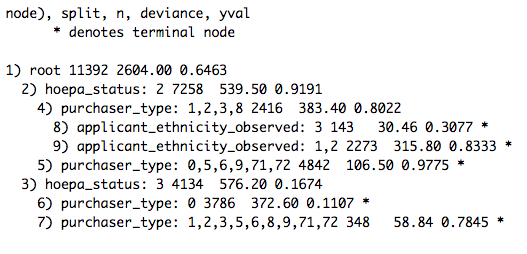 node), split, n, deviance, yval
* denotes terminal node
1) root 11392 2604.00 0.6463
2) hoepa_status: 2 7258 539.50 0.9191
4) purchaser_type: 1,2,3,8 2416 383.40 0.8022
8) applicant_ethnicity_observed: 3 143 30.46 0.3077 *
9) applicant_ethnicity_observed: 1,2 2273 315.80 0.8333 *
5) purchaser_type: 0,5,6,9,71,72 4842 106.50 0.9775 *
3) hoepa_status: 3 4134 576.20 0.1674
6) purchaser_type: 0 3786 372.60 0.1107 *
7) purchaser_type: 1,2,3,5,6,8,9,71,72 348 58.84 0.7845 *